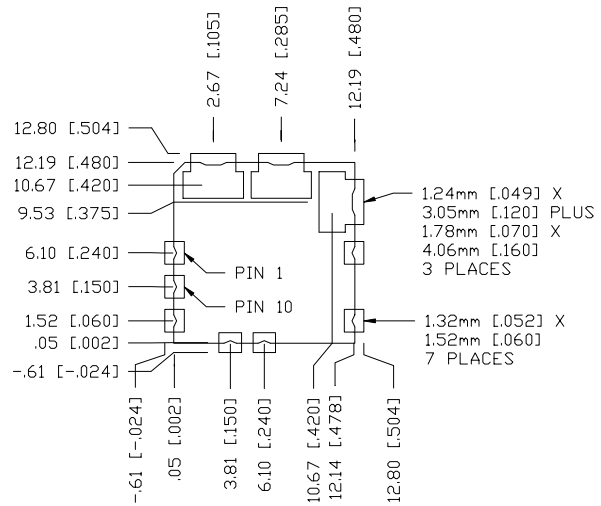 2.67 [.105]
7.24 [.285]
12.19 [.480]
12.80 [.504]
12.19 [.480]
10.67 [.420]
9.53 [.375]
6.10 [.240]
3.81 [.150]
1.52 [.060]
.05 [.002]
-.61 [-.024]
PIN 1
PIN 10
1.24mm [.049] X
3.05mm [.120] PLUS
1.78mm [.070] X
4.06mm [.160]
3 PLACES
1.32mm [.052] X
1.52mm [.060]
7 PLACES
-.61 [-.024]
.05 [.002]
3.81 [.150]
6.10 [.240]
10.67 [.420]
12.14 [.478]
12.80 [.504]